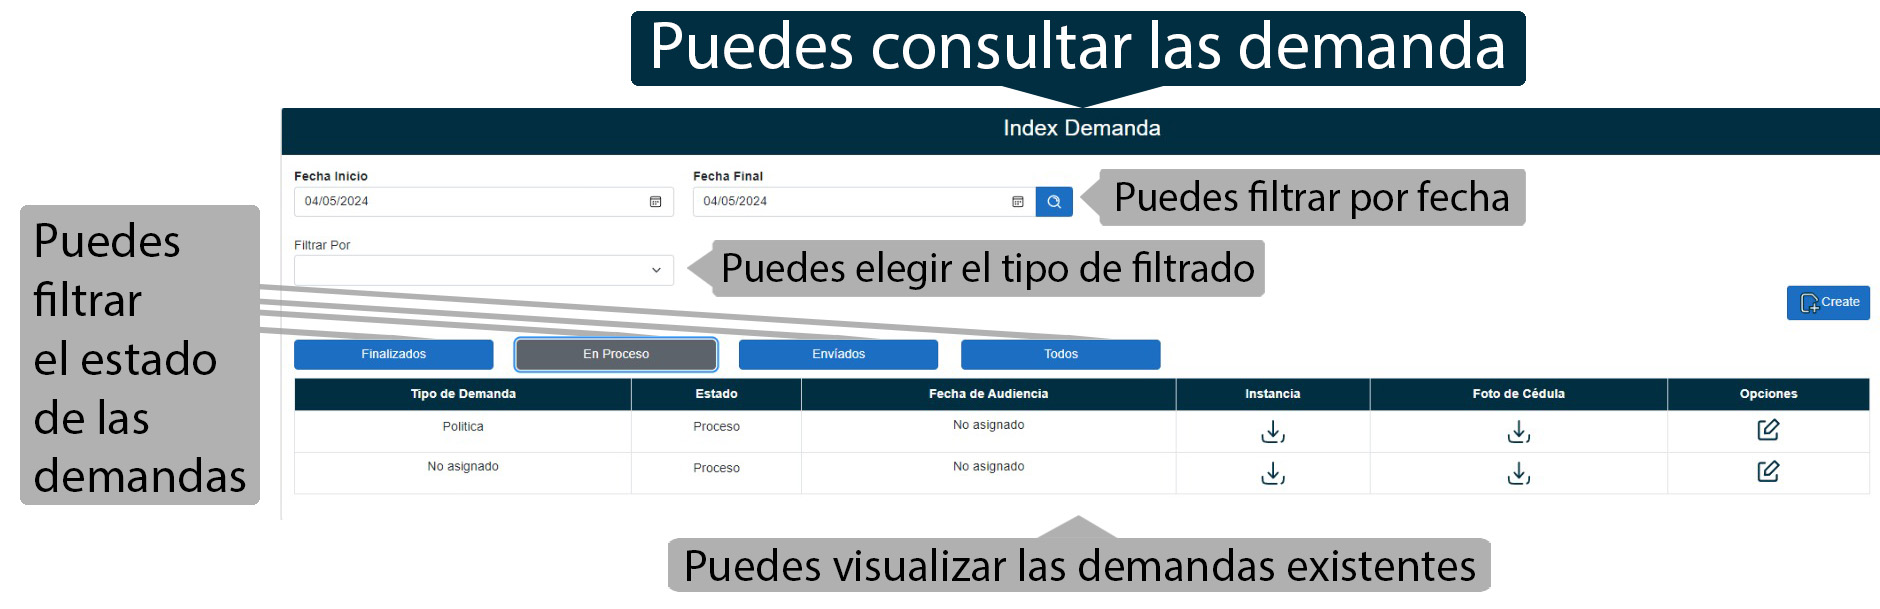 Puedes consultar las demanda
Index Demanda
Fecha Inicio
Fecha Final
04/05/2024
04/05/2024
Puedes filtrar por fecha
Filtrar Por
Puedes elegir el tipo de filtrado
Puedes
filtrar
el estado
de las
demandas
Create
Finalizados
En Proceso
Envíados
Todos
Tipo de Demanda
Estado
Fecha de Audiencia
Instancia
Foto de Cédula
Opciones
Politica
Proceso
No asignado
No asignado
Proceso
No asignado
Puedes visualizar las demandas existentes